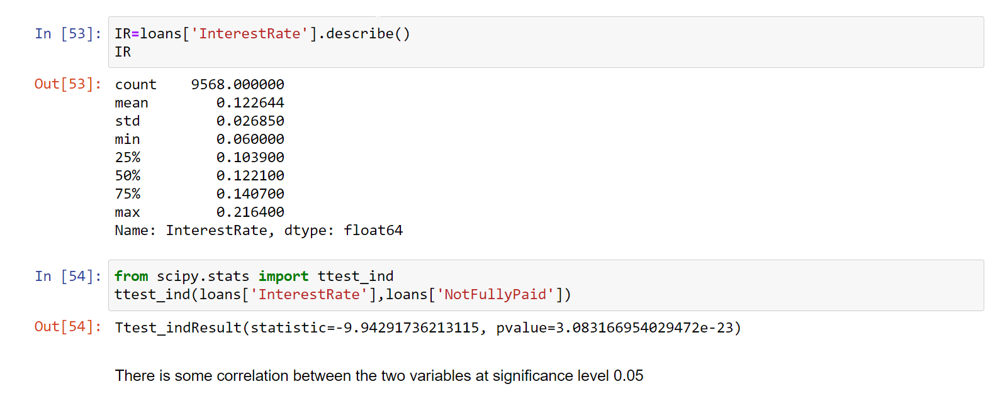 In [53]: IR=loans['InterestRate'].describe()
IR
Out[53]: count 9568.000000
mean 0.122644
std 0.026850
min 0.060000
25% 0.103900
50% 0.122100
75% 0.140700
max 0.216400
Name: InterestRate, dtype: float64
In [54]: from scipy.stats import ttest_ind
ttest_ind(loans['InterestRate'],loans['NotFullyPaid'])
Out[54]: Ttest_indResult(statistic=-9.94291736213115, pvalue=3.083166954029472e-23)
There is some correlation between the two variables at significance level 0.05